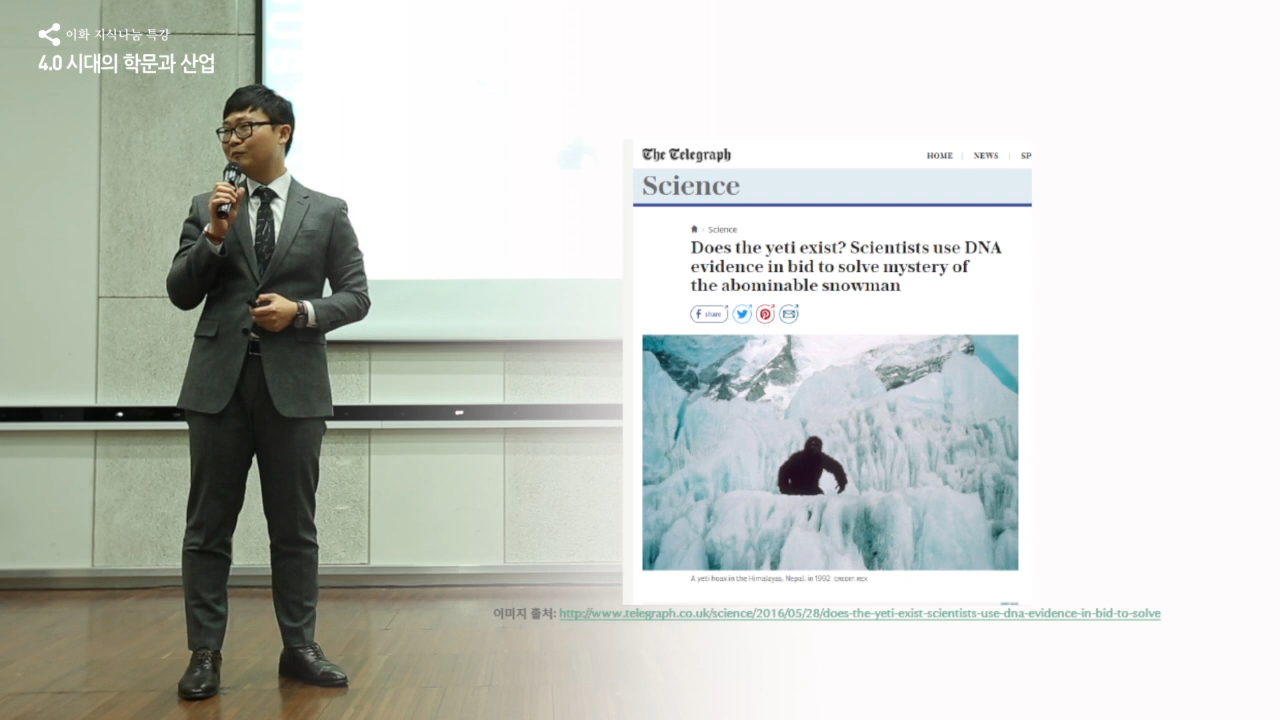 이화 지식나눔 특강
4.0 시대의 학문과 산업
The Telegraph
HOME | NEWS | SP
Science
Science
Does the yeti exist? Scientists use DNA
evidence in bid to solve mystery of
the abominable snowman
share
A yeti hoax in the Himalayas, Nepal, in 1992 CREDIT: REX
이미지 출처: http://www.telegraph.co.uk/science/2016/05/28/does-the-yeti-exist-scientists-use-dna-evidence-in-bid-to-solve